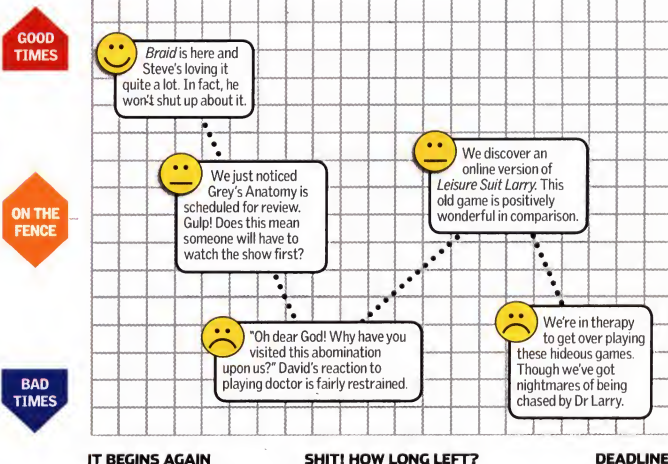 GOOD
TIMES
Braid is here and
Steve's loving it
quite a lot. In fact, he
won't shut up about it.
ON THE
FENCE
We just noticed
Grey's Anatomy is
scheduled for review.
Gulp! Does this mean
someone will have to
watch the show first?
We discover an
online version of
Leisure Suit Larry. This
old game is positively
wonderful in comparison.
BAD
TIMES
"Oh dear God! Why have you
visited this abomination
upon us?" David's reaction to
playing doctor is fairly restrained.
We're in therapy
to get over playing
these hideous games.
Though we've got
nightmares of being
chased by Dr Larry.
IT BEGINS AGAIN
SHIT! HOW LONG LEFT?
DEADLINE